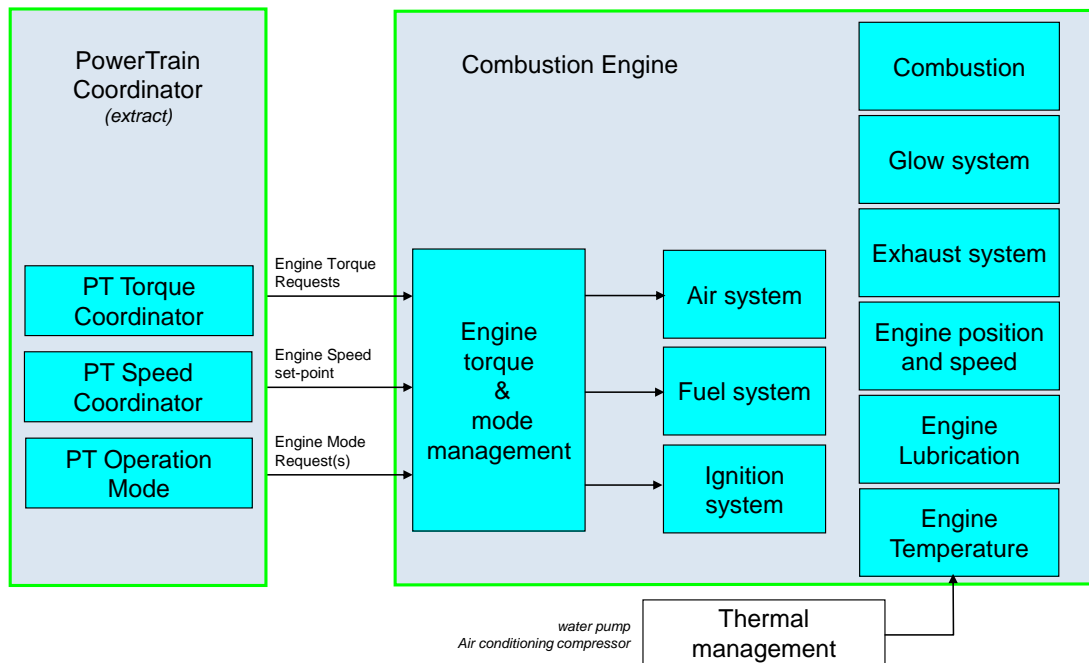 PowerTrain
Coordinator
(extract)
PT Torque
Coordinator
PT Speed
Coordinator
PT Operation
Mode
Engine Torque
Requests
Engine Speed
set-point
Engine Mode
Request(s)
Combustion Engine
Engine
torque
&
mode
management
Air system
Fuel system
Ignition
system
Combustion
Glow system
Exhaust system
Engine position
and speed
Engine
Lubrication
Engine
Temperature
water pump
Air conditioning compressor
Thermal
management